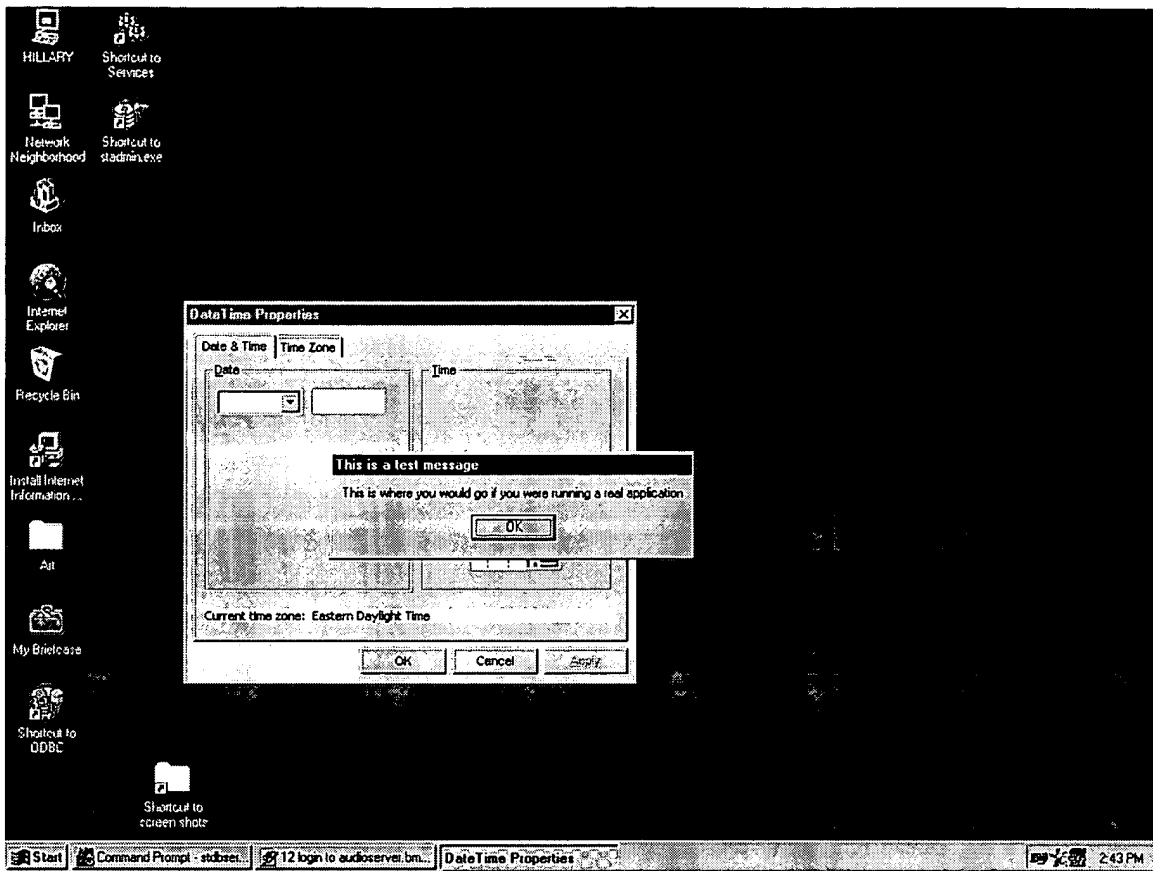 HILLARY
Shortcut to
Services
Network
Neighborhood
Shortcut to
stadmin.exe
Inbox
Internet
Explorer
Recycle Bin
Install Internet
Information ...
Art
My Briefcase
Shortcut to
ODBC
Shortcut to
screen shots
Date/Time Properties
Date & Time
Time Zone
Date
Time
This is a test message
This is where you would go if you were running a real application
OK
Current time zone: Eastern Daylight Time
OK
Cancel
Apply
Start
Command Prompt - stdbser...
12 login to audioserver.bm...
Date/Time Properties
2:43 PM